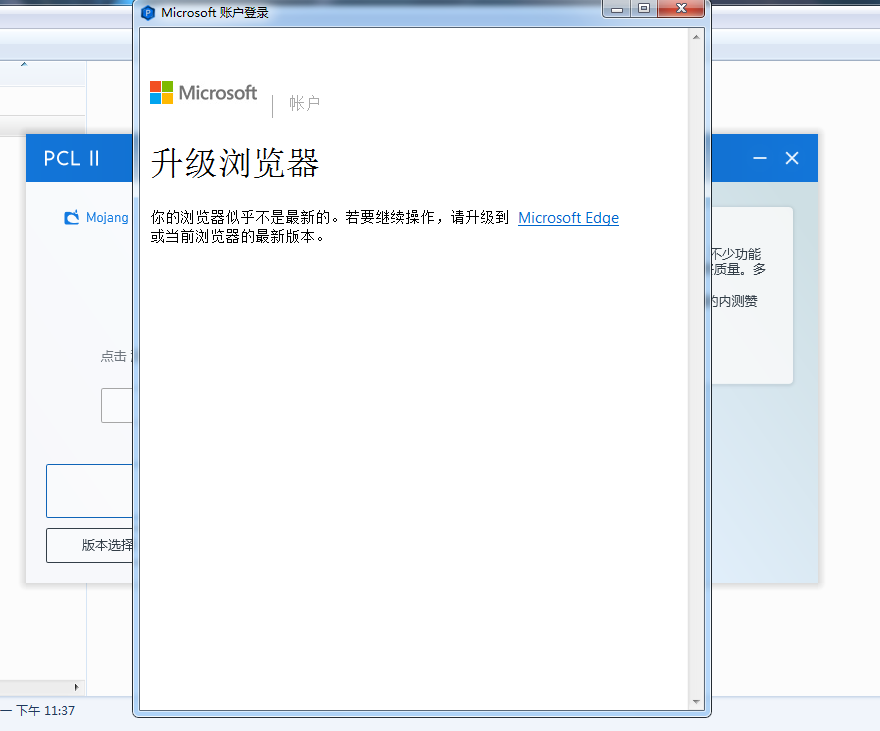 Microsoft 账户登录
Microsoft | 帐户
升级浏览器
你的浏览器似乎不是最新的。若要继续操作，请升级到 Microsoft Edge
或当前浏览器的最新版本。
PCL II
Mojang
点击
版本选择
不少功能
质量。多
的内测赞
一 下午 11:37